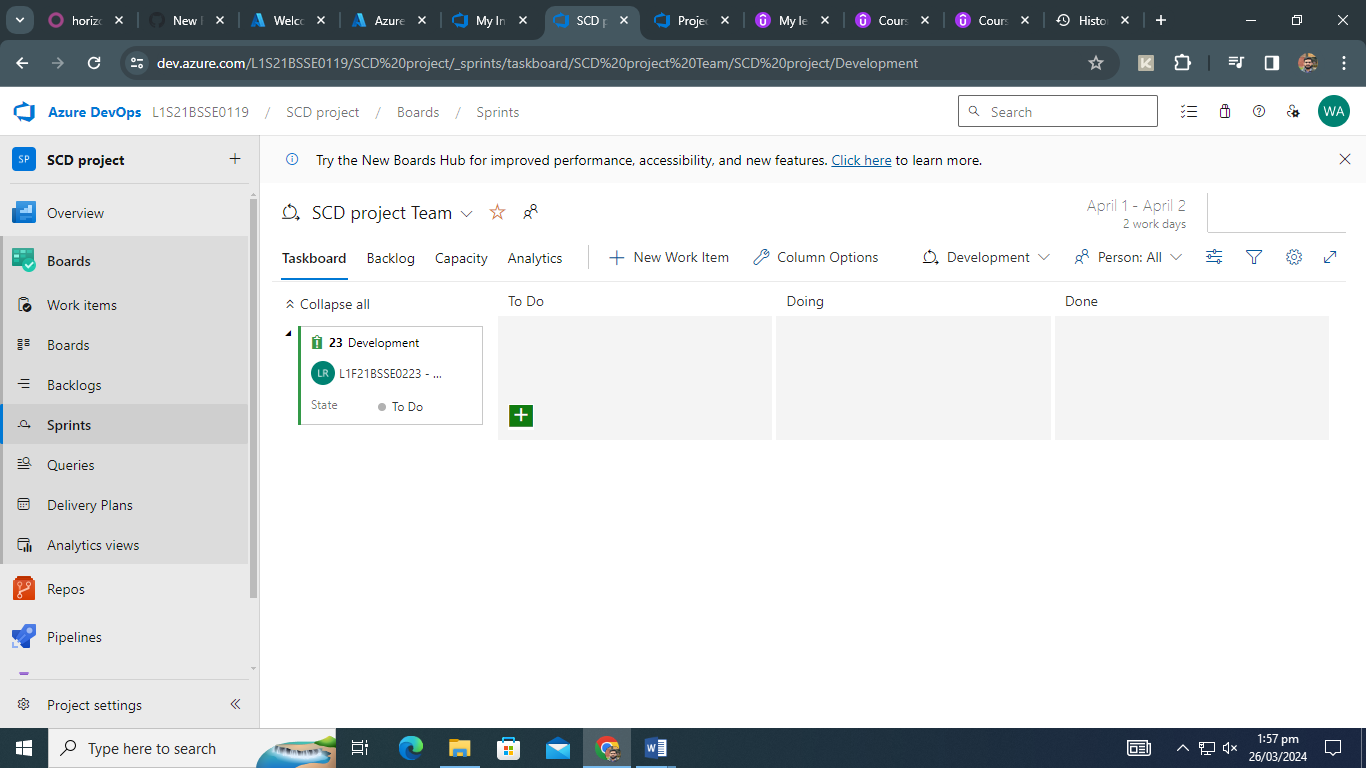 horiz
New I
Welco
Azure
My In
SCD p
Projec
My le
Cours
Cours
Histo
dev.azure.com/L1S21BSSE0119/SCD%20project/_sprints/taskboard/SCD%20project%20Team/SCD%20project/Development
K
Azure DevOps L1S21BSSE0119 / SCD project / Boards / Sprints
Search
WA
SP SCD project
Try the New Boards Hub for improved performance, accessibility, and new features. Click here to learn more.
Overview
Boards
Work items
Boards
Backlogs
Sprints
Queries
Delivery Plans
Analytics views
Repos
Pipelines
Project settings
SCD project Team
April 1 - April 2
2 work days
Taskboard Backlog Capacity Analytics New Work Item Column Options Development Person: All
Collapse all
To Do Doing Done
23 Development
LR L1F21BSSE0223 - ...
State To Do
Type here to search
1:57 pm
26/03/2024